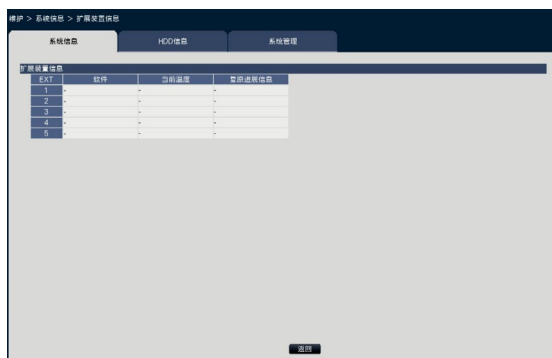 维护 > 系统信息 > 扩展装置信息
系统信息 HDD信息 系统管理
扩展装置信息
EXT 软件 当前温度 复原进展信息
1 - - -
2 - - -
3 - - -
4 - - -
5 - - -
返回